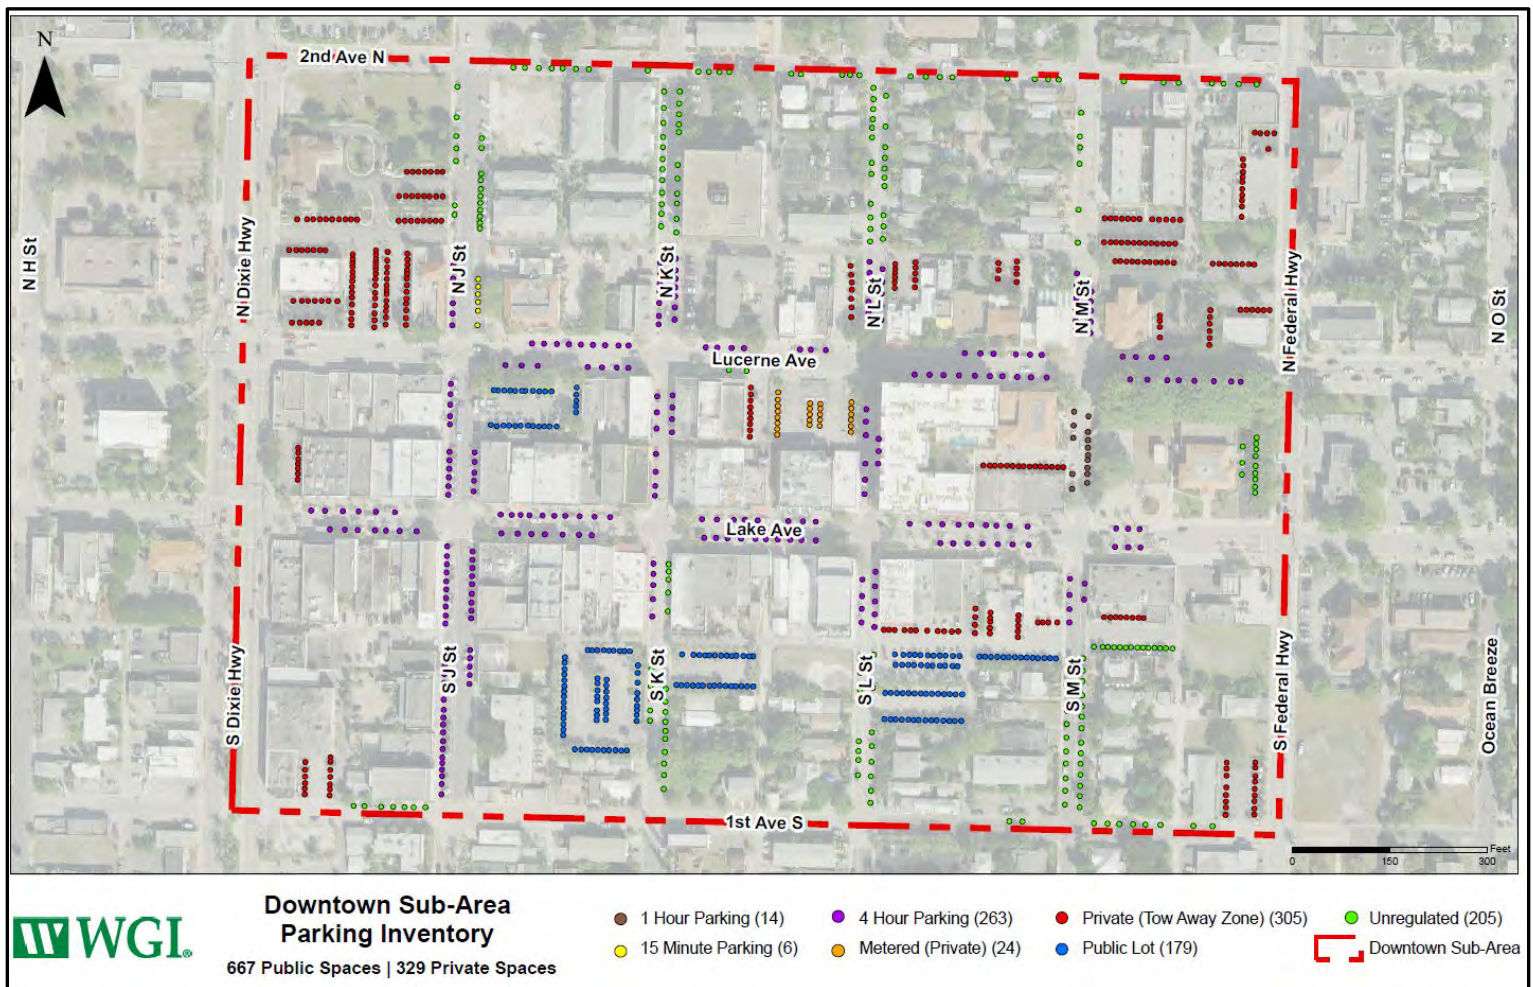 N
2nd Ave N
N H St
N Dixie Hwy
N J St
N K St
N L St
N M St
N Federal Hwy
N O St
Lucerne Ave
Lake Ave
S Dixie Hwy
S J St
S K St
S L St
S M St
S Federal Hwy
Ocean Breeze
1st Ave S
Feet
0 150 300
WGI.
Downtown Sub-Area
Parking Inventory
667 Public Spaces | 329 Private Spaces
1 Hour Parking (14)
4 Hour Parking (263)
Private (Tow Away Zone) (305)
Unregulated (205)
15 Minute Parking (6)
Metered (Private) (24)
Public Lot (179)
Downtown Sub-Area